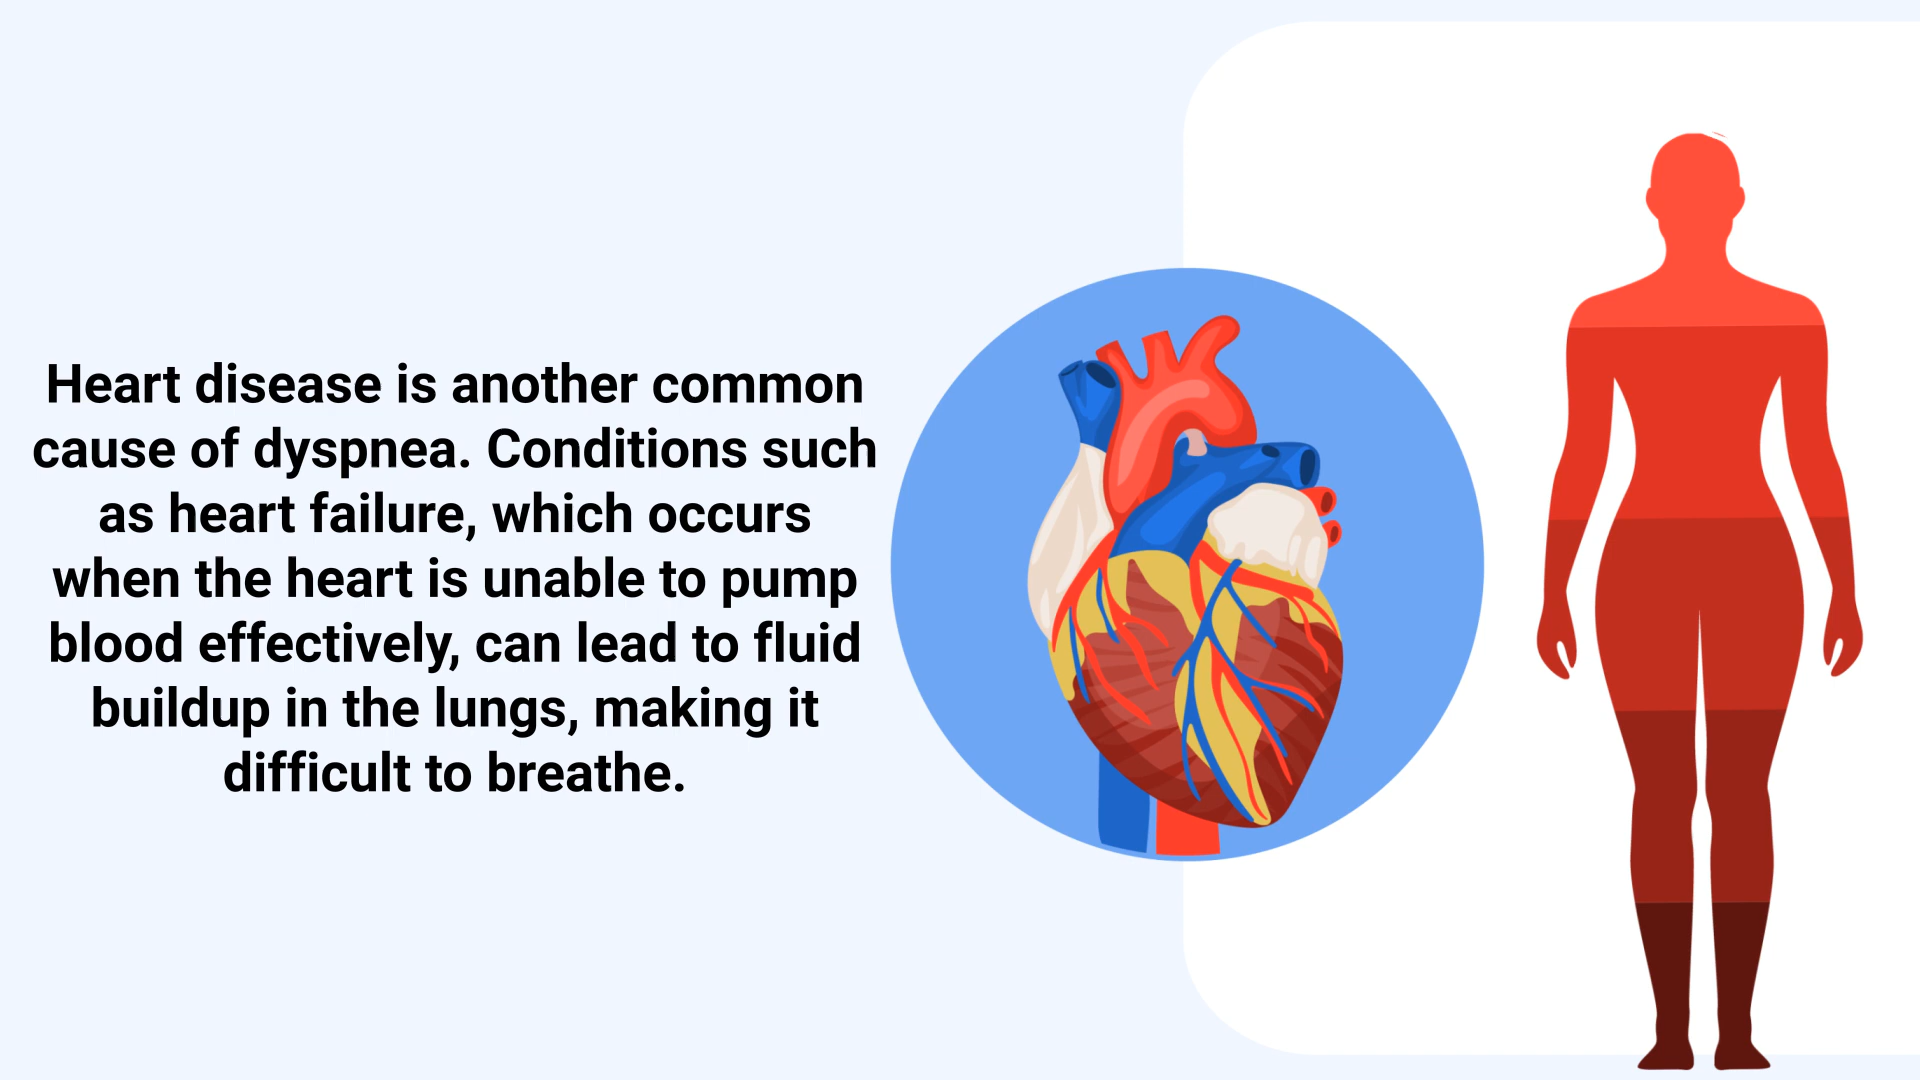 Heart disease is another common
cause of dyspnea. Conditions such
as heart failure, which occurs
when the heart is unable to pump
blood effectively, can lead to fluid
buildup in the lungs, making it
difficult to breathe.